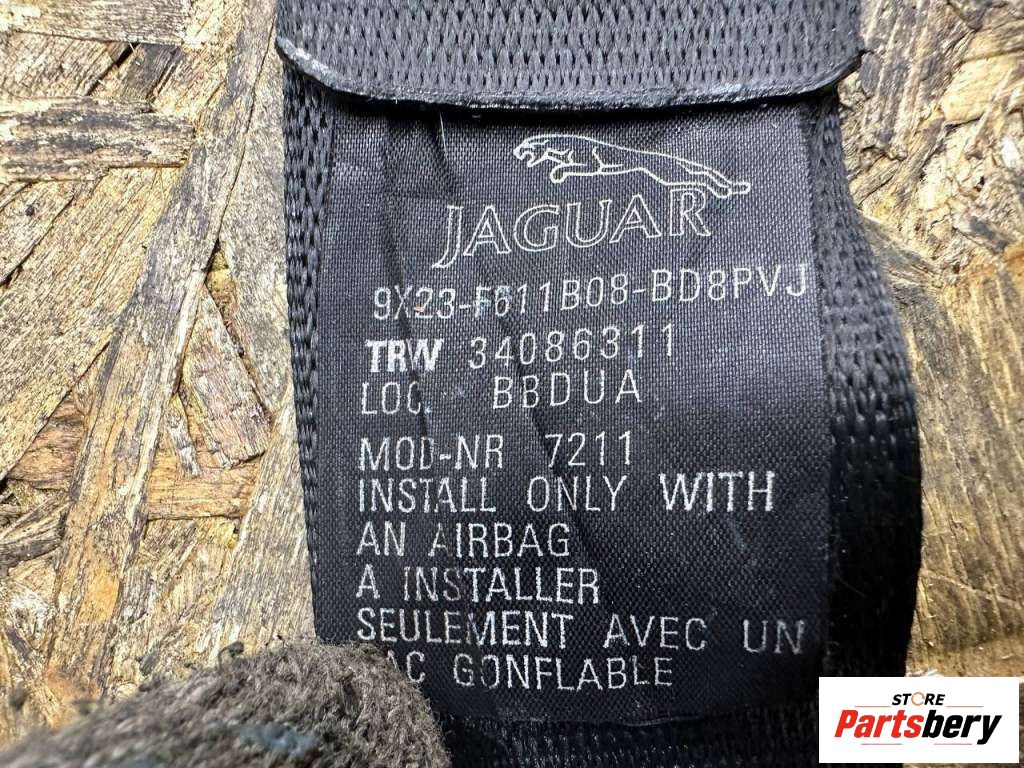 JAGUAR
9X23-F611B08-BD8PVJ
TRW 34086311
LOC. BBDUA
MOD-NR 7211
INSTALL ONLY WITH
AN AIRBAG
A INSTALLER
SEULEMENT AVEC UN
GONFLABLE
STORE
Partsbery